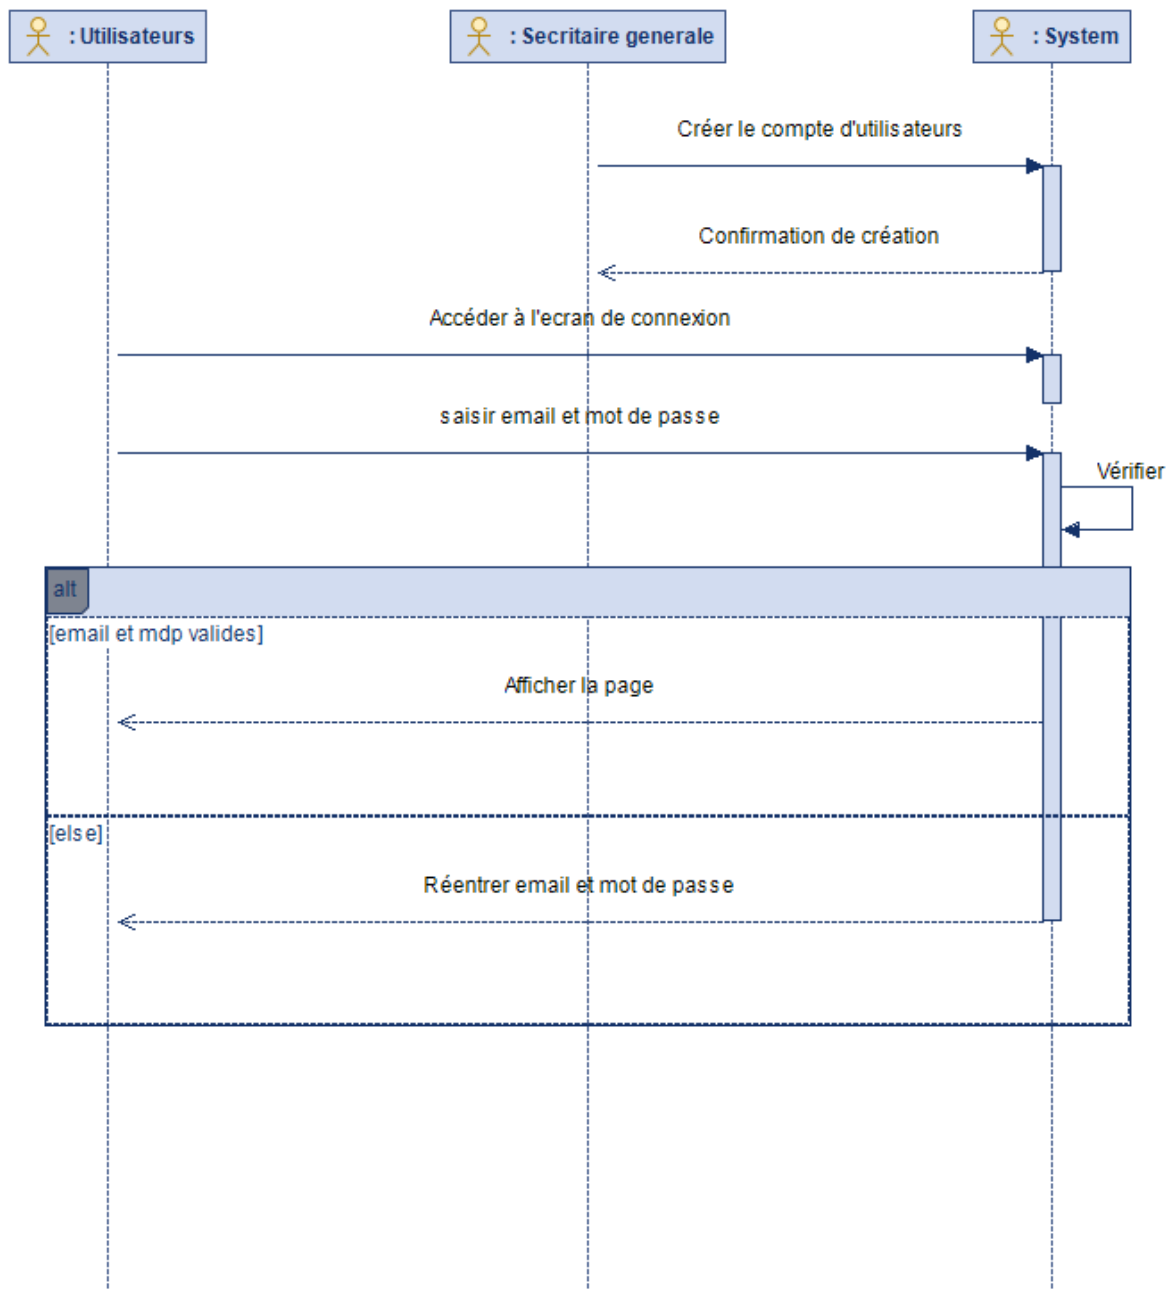 : Utilisateurs
: Secritaire generale
: System
Créer le compte d'utilisateurs
Confirmation de création
Accéder à l'ecran de connexion
saisir email et mot de passe
Vérifier
alt
[email et mdp valides]
Afficher la page
[else]
Réentrer email et mot de passe